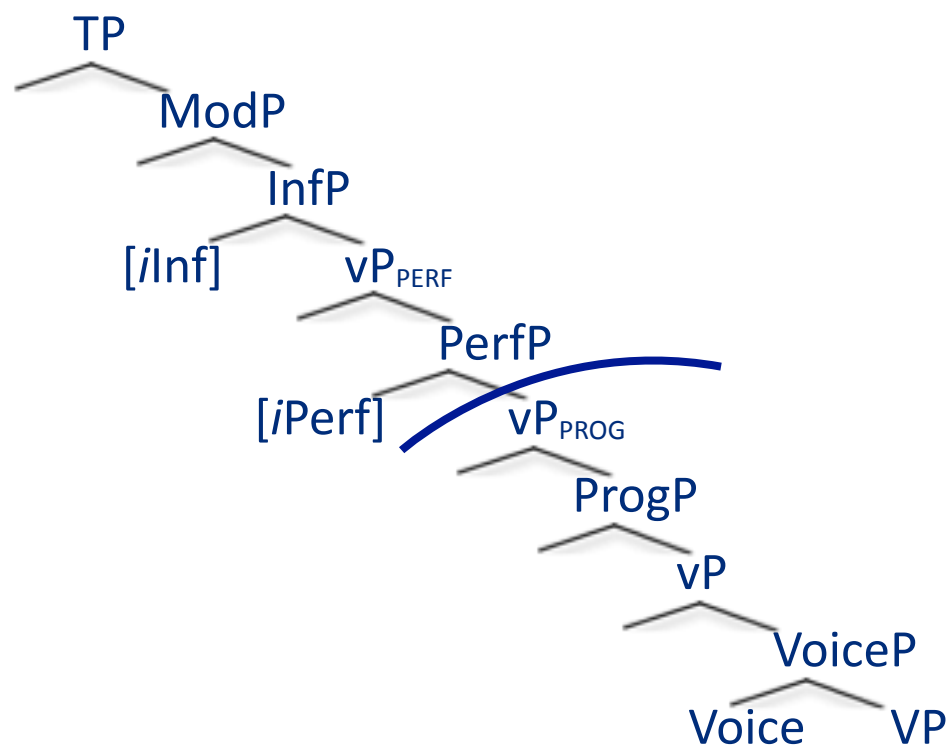 TP
ModP
InfP
[iInf] vPPERF
PerfP
[iPerf] vPPROG
ProgP
vP
VoiceP
Voice VP